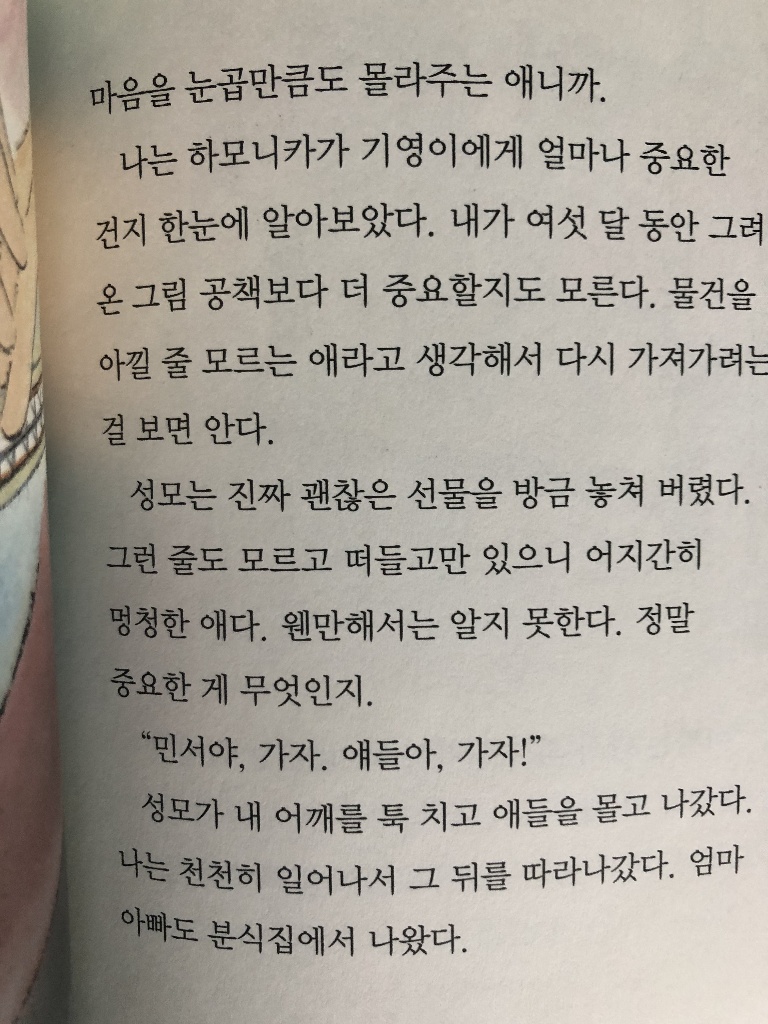 마음을 눈곱만큼도 몰라주는 애니까.
나는 하모니카가 기영이에게 얼마나 중요한
건지 한눈에 알아보았다. 내가 여섯 달 동안 그려
온 그림 공책보다 더 중요할지도 모른다. 물건을
아낄 줄 모르는 애라고 생각해서 다시 가져가려는
걸 보면 안다.
성모는 진짜 괜찮은 선물을 방금 놓쳐 버렸다.
그런 줄도 모르고 떠들고만 있으니 어지간히
멍청한 애다. 웬만해서는 알지 못한다. 정말
중요한 게 무엇인지.
“민서야, 가자. 얘들아, 가자!”
성모가 내 어깨를 툭 치고 애들을 몰고 나갔다.
나는 천천히 일어나서 그 뒤를 따라나갔다. 엄마
아빠도 분식집에서 나왔다.